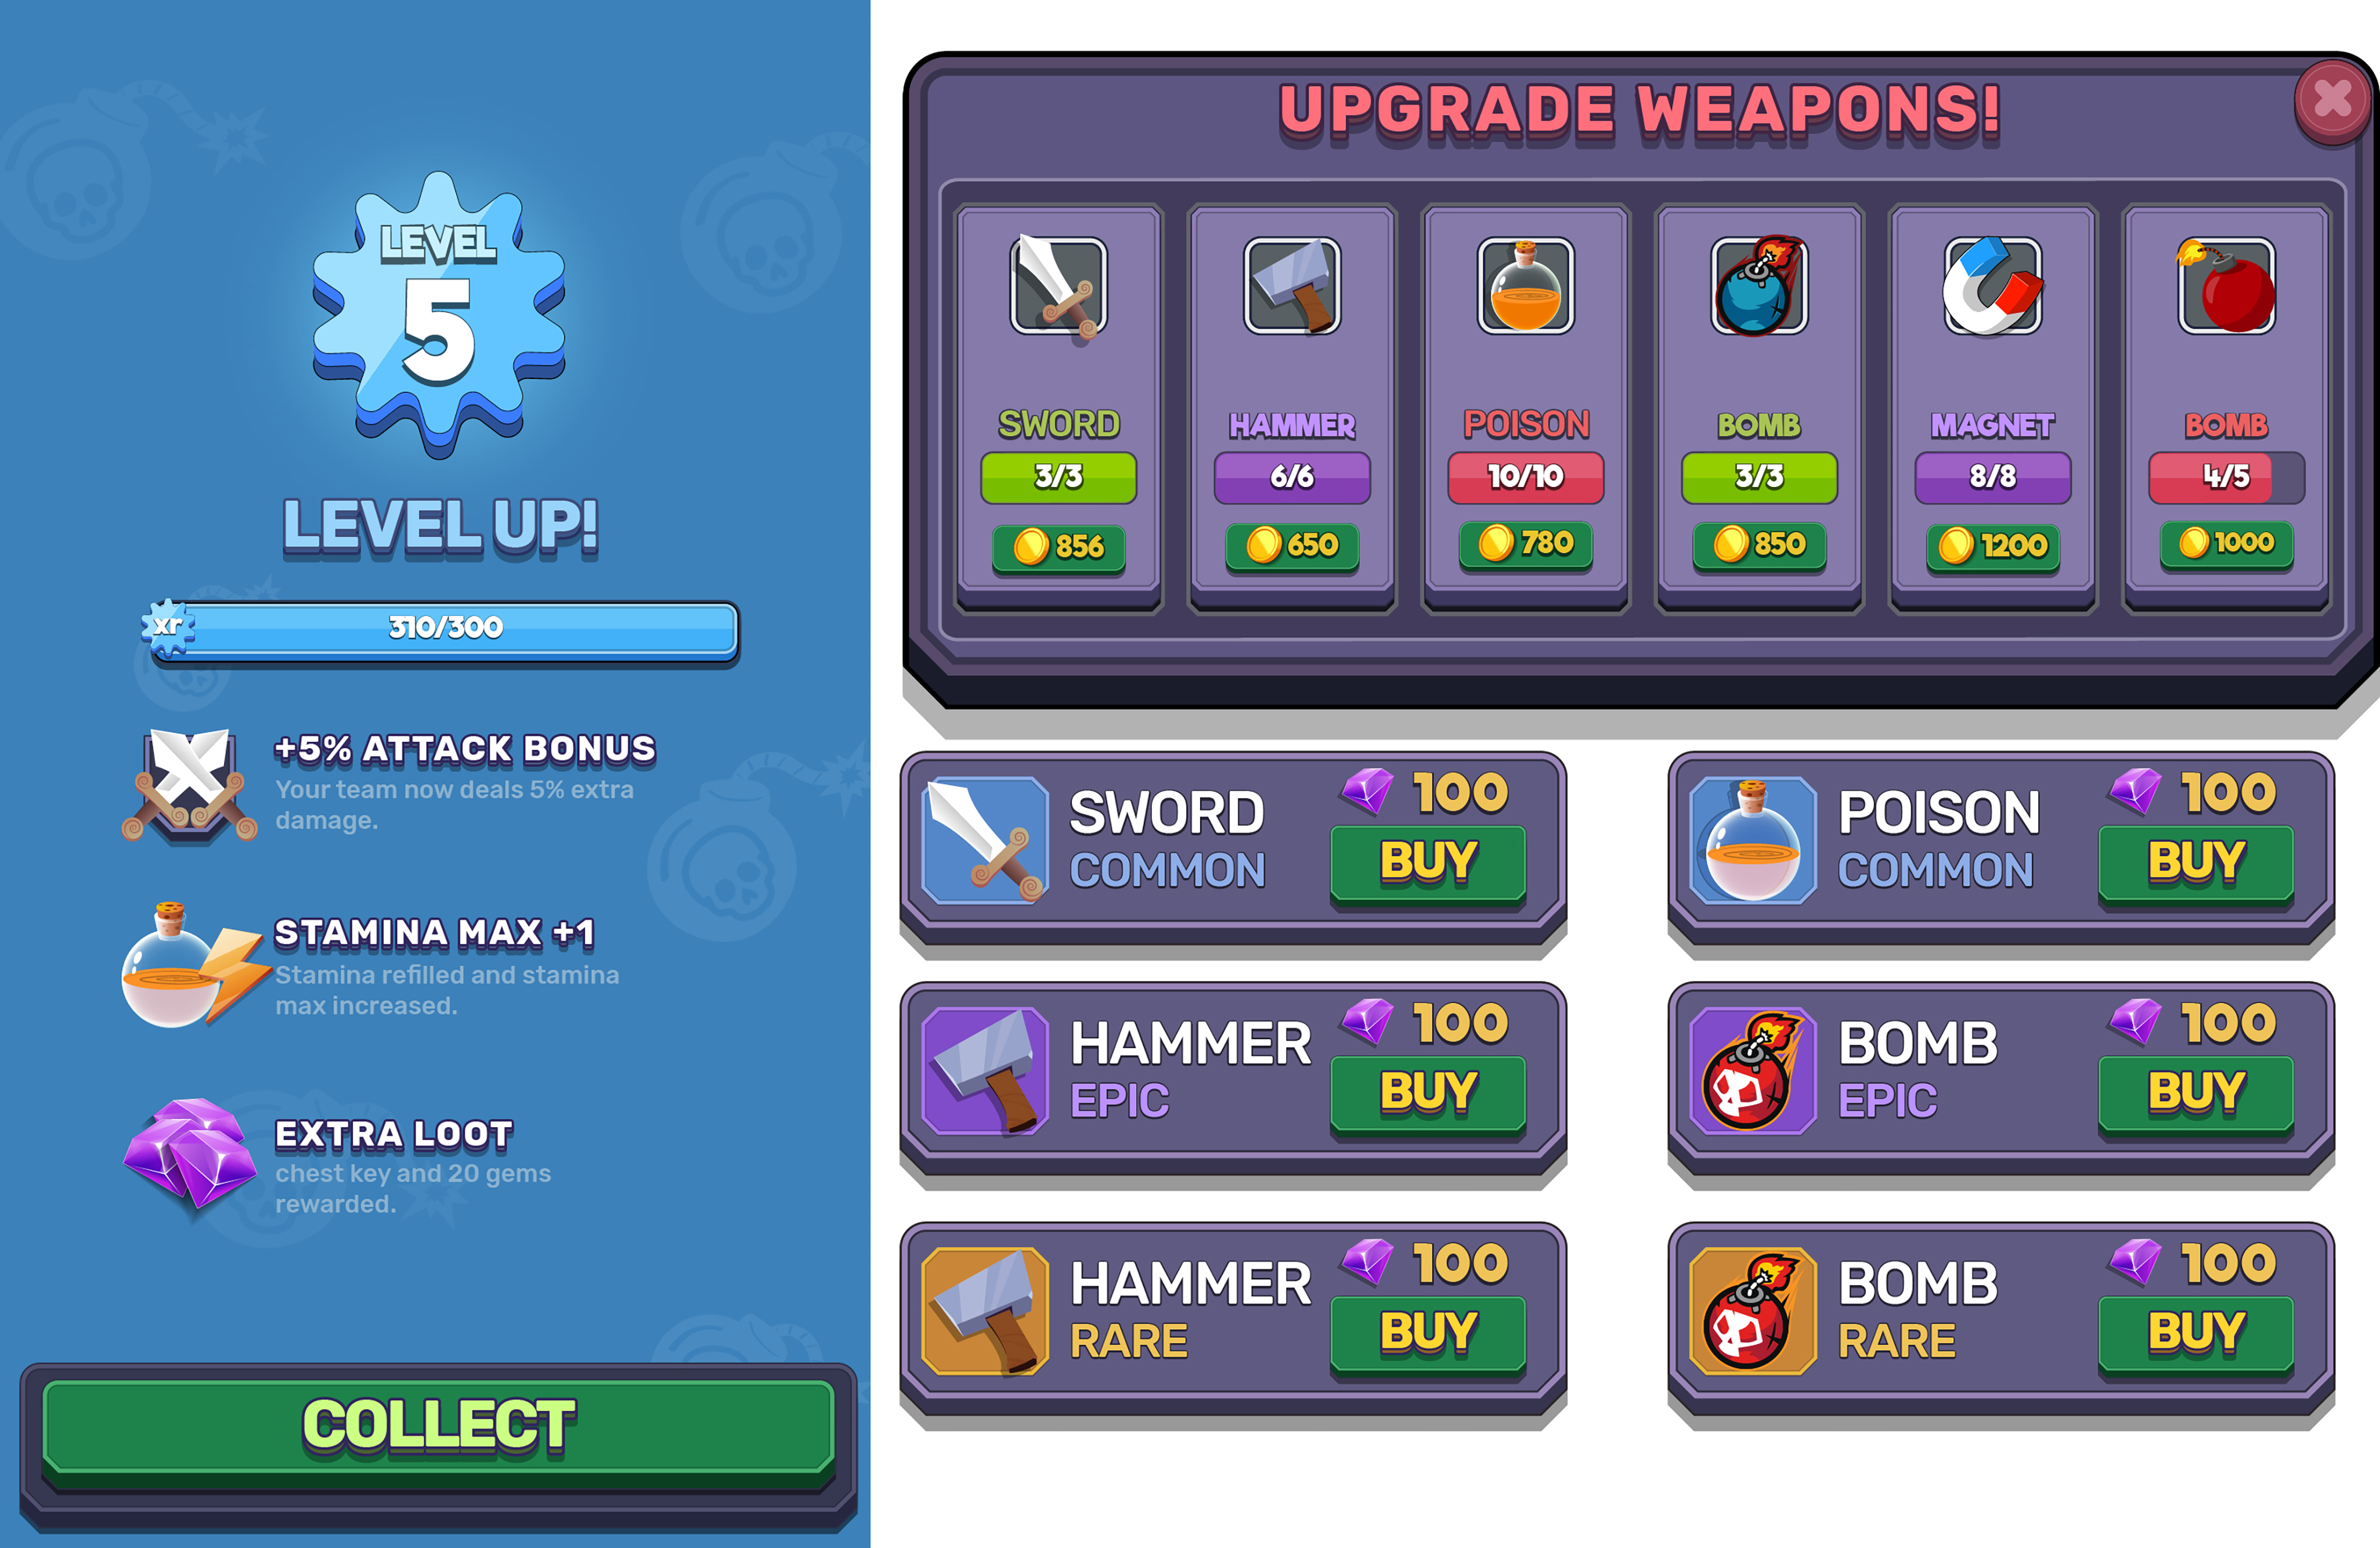 LEVEL
5
LEVEL UP!
xr
310/300
+5% ATTACK BONUS
Your team now deals 5% extra
damage.
STAMINA MAX +1
Stamina refilled and stamina
max increased.
EXTRA LOOT
chest key and 20 gems
rewarded.
COLLECT
UPGRADE WEAPONS!
SWORD
3/3
856
HAMMER
6/6
650
POISON
10/10
780
BOMB
3/3
850
MAGNET
8/8
1200
BOMB
4/5
1000
SWORD
COMMON
100
BUY
POISON
COMMON
100
BUY
HAMMER
EPIC
100
BUY
BOMB
EPIC
100
BUY
HAMMER
RARE
100
BUY
BOMB
RARE
100
BUY